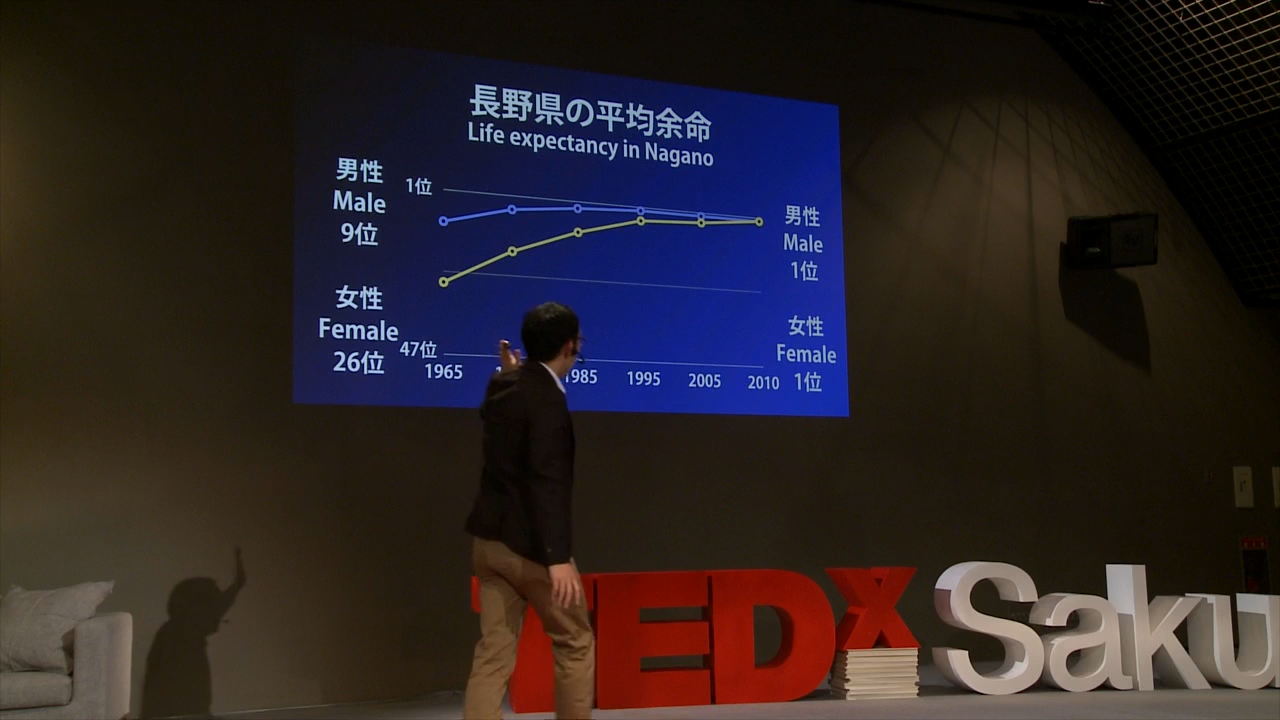 長野県の平均余命
Life expectancy in Nagano
男性
Male
9位
女性
Female
26位
1位
47位
1965
1985
1995
2005
2010
男性
Male
1位
女性
Female
1位
TEDx
Saku